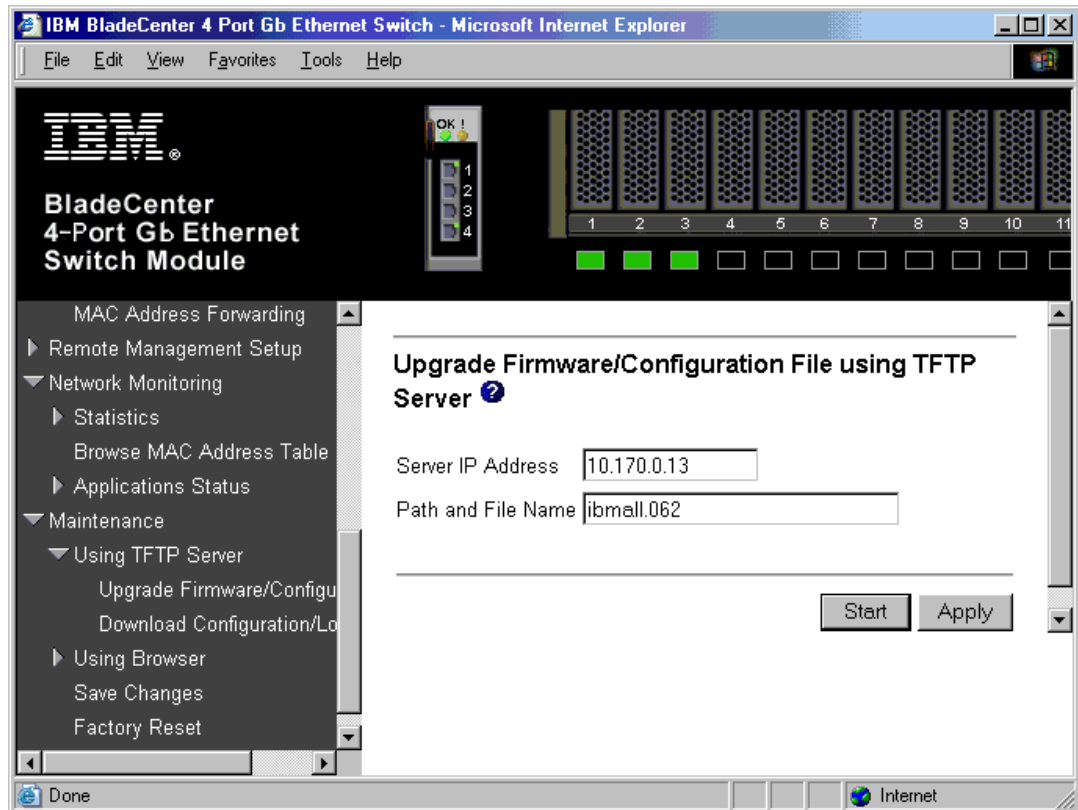 IBM BladeCenter 4 Port Gb Ethernet Switch - Microsoft Internet Explorer
File Edit View Favorites Tools Help
IBM®
BladeCenter
4-Port Gb Ethernet
Switch Module
OK !
1
2
3
4
1 2 3 4 5 6 7 8 9 10 11
MAC Address Forwarding
Remote Management Setup
Network Monitoring
Statistics
Browse MAC Address Table
Applications Status
Maintenance
Using TFTP Server
Upgrade Firmware/Configu
Download Configuration/Lo
Using Browser
Save Changes
Factory Reset
Upgrade Firmware/Configuration File using TFTP
Server ?
Server IP Address 10.170.0.13
Path and File Name ibmall.062
Start Apply
Done Internet